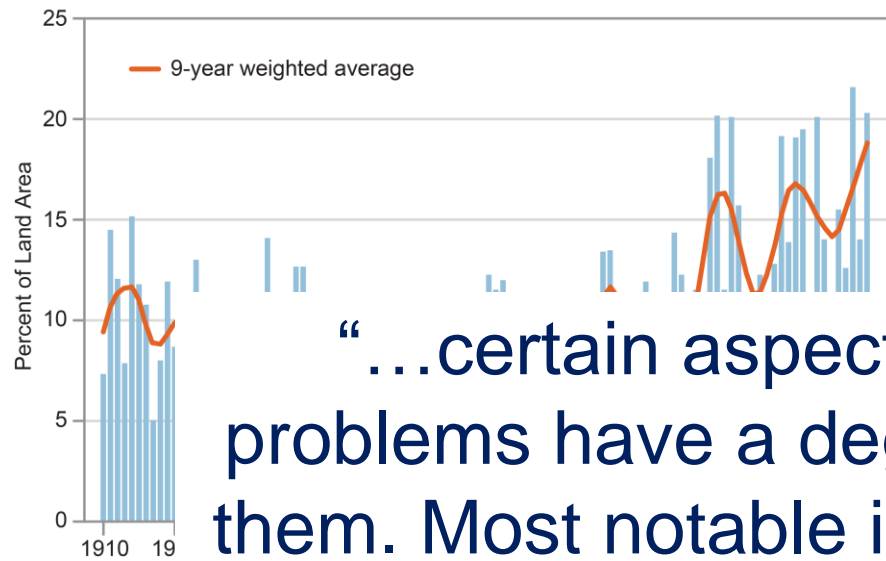 25
9-year weighted average
20
15
10
5
0
Percent of Land Area
1910
“…certain aspect
problems have a deg
them. Most notable i